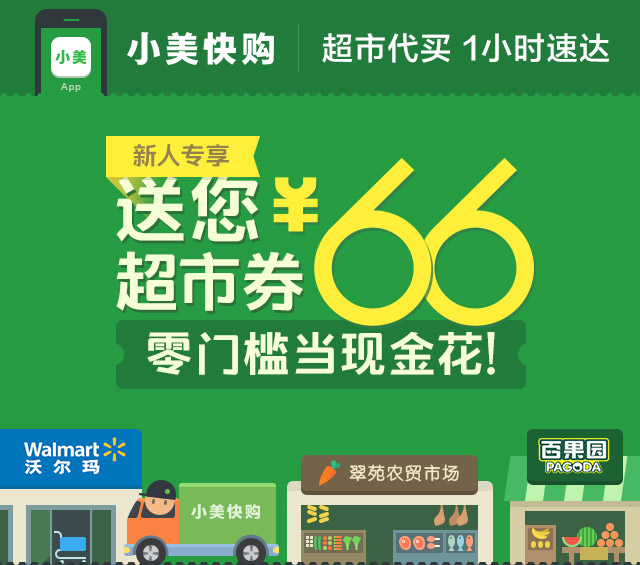 小美
App
小美快购
超市代买 1小时速达
新人专享
送您¥66
超市券
零门槛当现金花!
Walmart
沃尔玛
小美快购
翠苑农贸市场
百果园
PAGODA